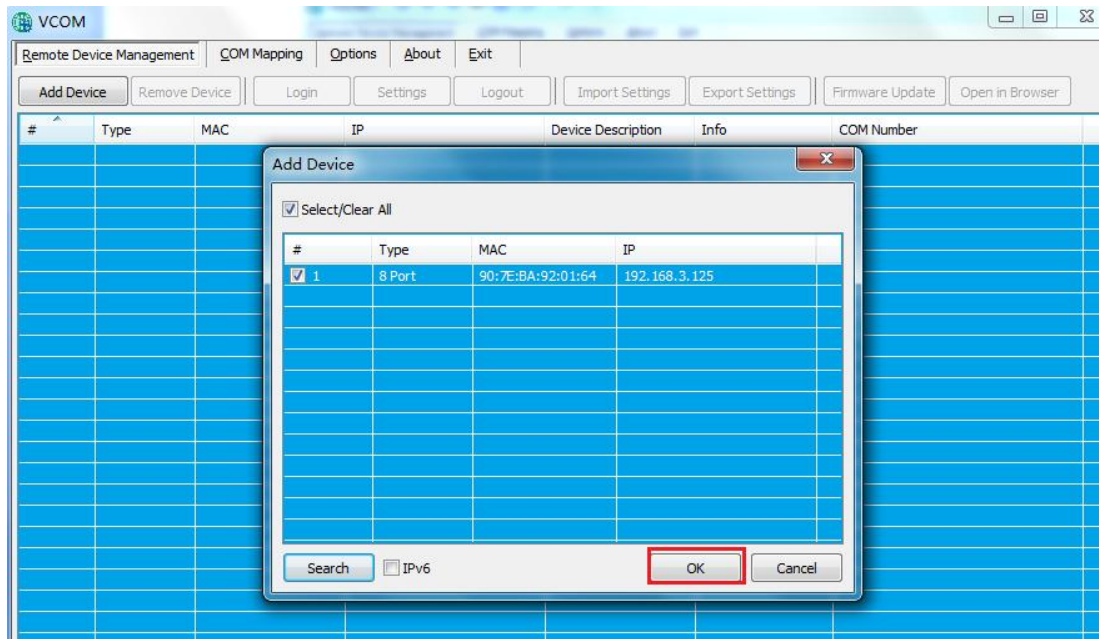 VCOM
Remote Device Management COM Mapping Options About Exit
Add Device Remove Device Login Settings Logout Import Settings Export Settings Firmware Update Open in Browser
# Type MAC IP Device Description Info COM Number
Add Device
Select/Clear All
# Type MAC IP
1 8 Port 90:7E:BA:92:01:64 192.168.3.125
Search IPv6 OK Cancel